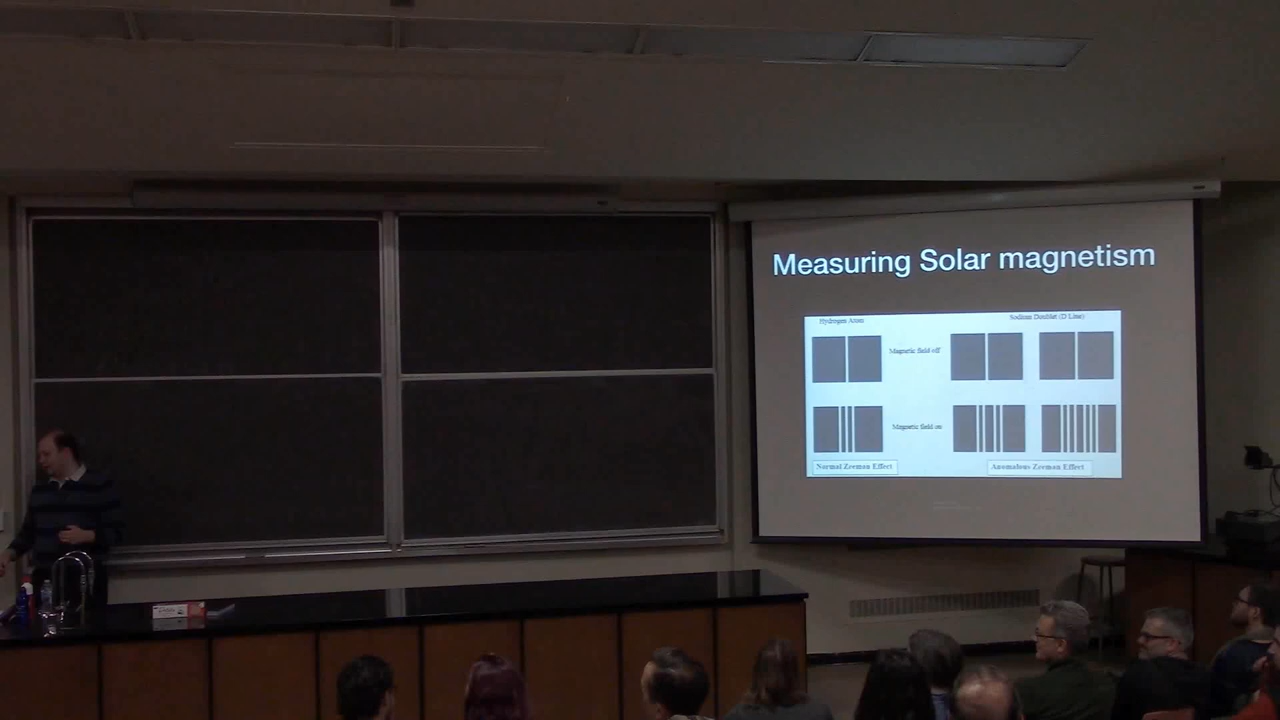 Measuring Solar magnetism
Hydrogen Atom
Sodium Doublet (D Line)
Magnetic field off
Magnetic field on
Normal Zeeman Effect
Anomalous Zeeman Effect